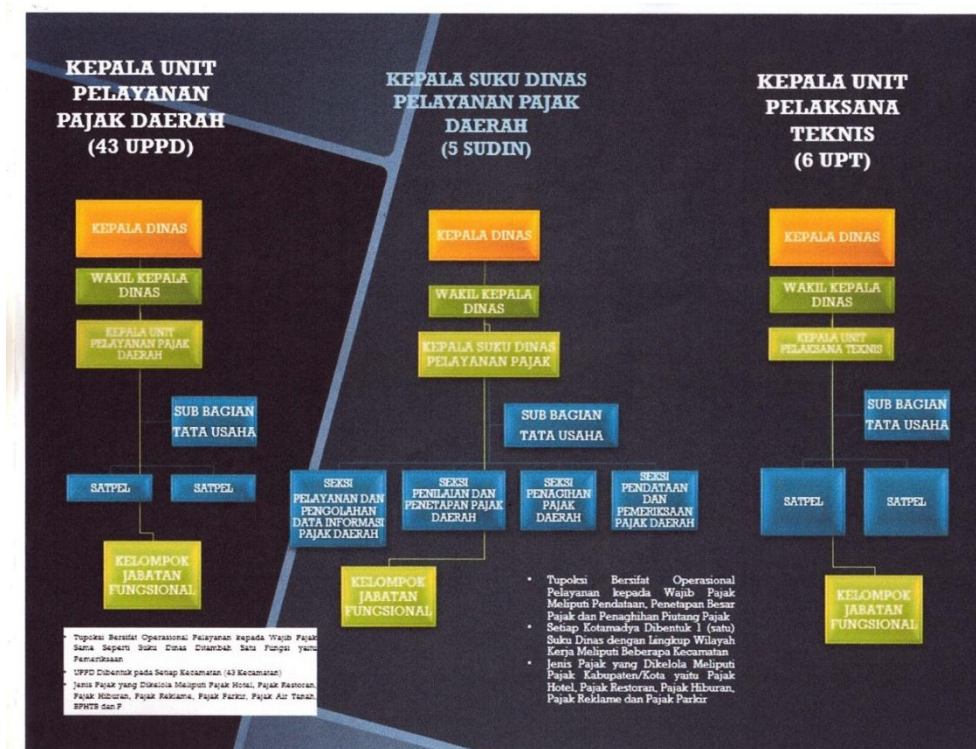 KEPALA UNIT
PELAYANAN
PAJAK DAERAH
(43 UPPD)
KEPALA DINAS
WAKIL KEPALA
DINAS
KEPALA UNIT
PELAYANAN PAJAK
DAERAH
SUB BAGIAN
TATA USAHA
SATPEL
SATPEL
KELOMPOK
JABATAN
FUNGSIONAL
• Tupoksi Bersifat Operasional Pelayanan kepada Wajib Pajak
Sama Seperti Suku Dinas Ditambah Satu Fungsi yaitu
Pemeriksaan
• UPPD Dibentuk pada Setiap Kecamatan (43 Kecamatan)
• Jenis Pajak yang Dikelola Meliputi Pajak Hotel, Pajak Restoran,
Pajak Hiburan, Pajak Reklame, Pajak Parkir, Pajak Air Tanah,
BPHTB dan P
KEPALA SUKU DINAS
PELAYANAN PAJAK
DAERAH
(5 SUDIN)
KEPALA DINAS
WAKIL KEPALA
DINAS
KEPALA SUKU DINAS
PELAYANAN PAJAK
SUB BAGIAN
TATA USAHA
SEKSI
PELAYANAN DAN
PENGOLAHAN
DATA INFORMASI
PAJAK DAERAH
SEKSI
PENILAIAN DAN
PENETAPAN PAJAK
DAERAH
SEKSI
PENAGIHAN
PAJAK
DAERAH
SEKSI
PENDATAAN
DAN
PEMERIKSAAN
PAJAK DAERAH
KELOMPOK
JABATAN
FUNGSIONAL
• Tupoksi Bersifat Operasional
Pelayanan kepada Wajib Pajak
Meliputi Pendataan, Penetapan Besar
Pajak dan Penaghihan Piutang Pajak
• Setiap Kotamadya Dibentuk 1 (satu)
Suku Dinas dengan Lingkup Wilayah
Kerja Meliputi Beberapa Kecamatan
• Jenis Pajak yang Dikelola Meliputi
Pajak Kabupaten/Kota yaitu Pajak
Hotel, Pajak Restoran, Pajak Hiburan,
Pajak Reklame dan Pajak Parkir
KEPALA UNIT
PELAKSANA
TEKNIS
(6 UPT)
KEPALA DINAS
WAKIL KEPALA
DINAS
KEPALA UNIT
PELAKSANA TEKNIS
SUB BAGIAN
TATA USAHA
SATPEL
SATPEL
KELOMPOK
JABATAN
FUNGSIONAL